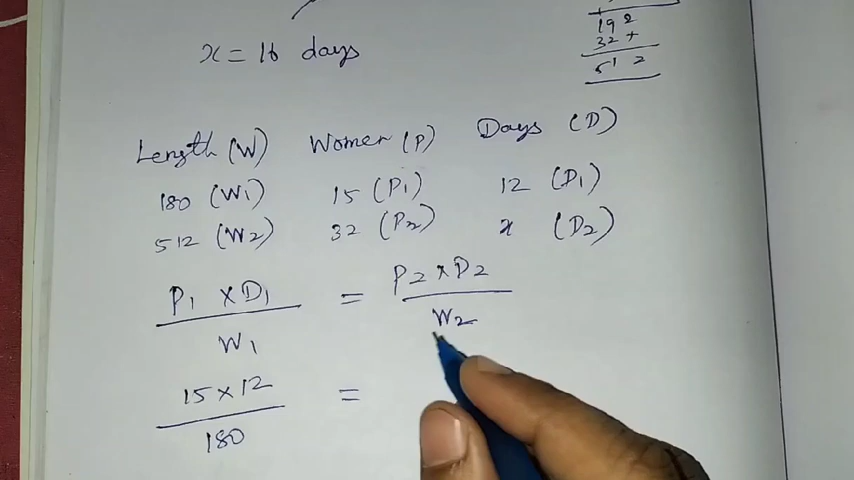 x = 16 days
192
32+
512
Length (W) Women (P) Days (D)
180 (W1) 15 (P1) 12 (D1)
512 (W2) 32 (P2) x (D2)
P1 x D1 = P2 x D2
W1 W2
15 x 12 =
180